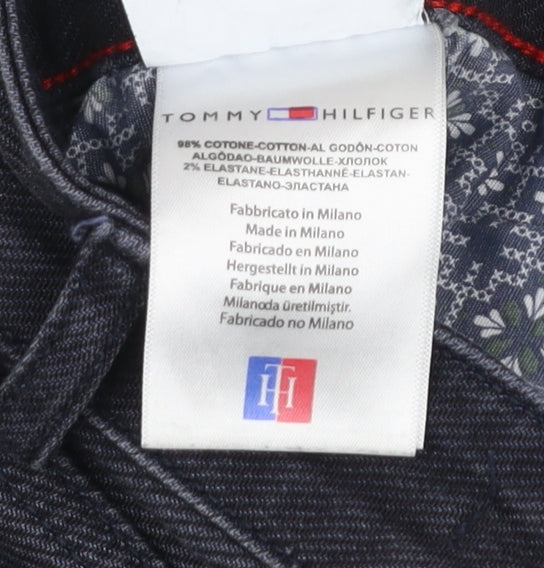 TOMMY HILFIGER
98% COTONE-COTTON-AL GODÓN-COTON
ALGÔDAO-BAUMWOLLE-ХЛОПОК
2% ELASTANE-ELASTHANNÉ-ELASTAN-
ELASTANO-ЭЛАСТАНА
Fabbricato in Milano
Made in Milano
Fabricado en Milano
Hergestellt in Milano
Fabrique en Milano
Milanoda üretilmiştir.
Fabricado no Milano
TH